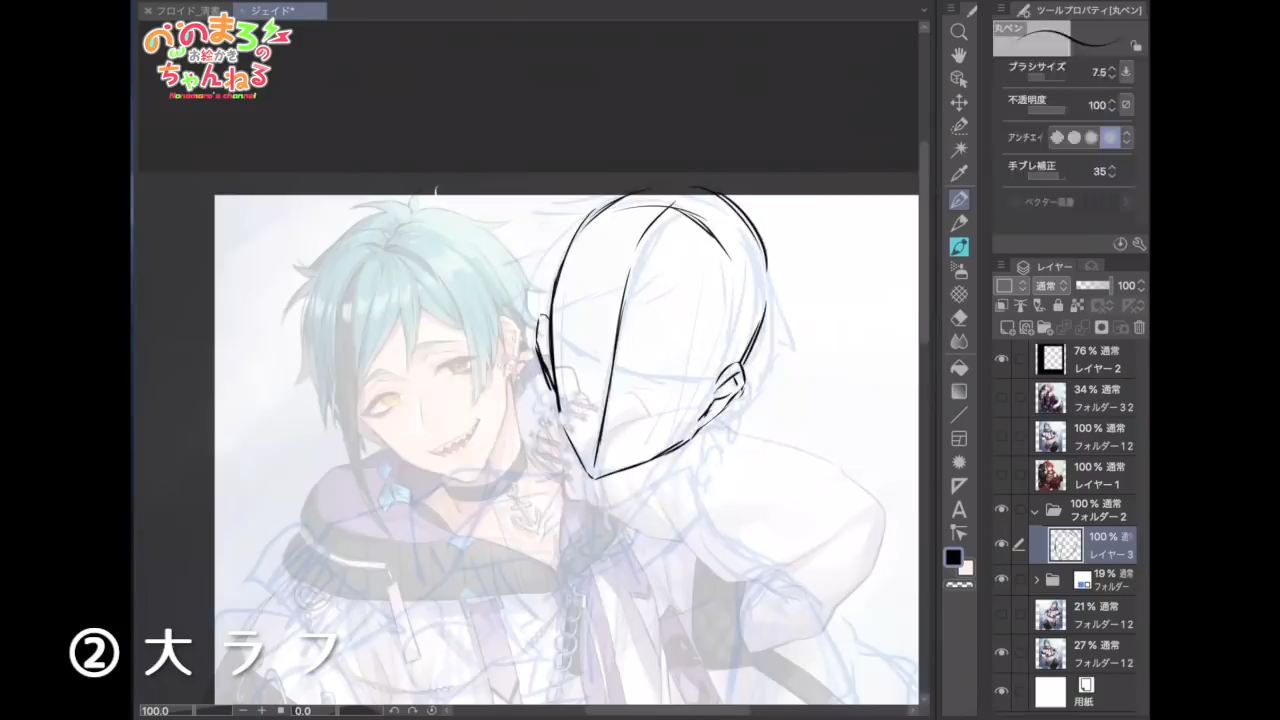 フロイド_清書
ジェイド*
ののまろの
お絵かき
ちゃんねる
Nonomaro's channel
ツールプロパティ[丸ペン]
丸ペン
ブラシサイズ 7.5
不透明度 100
アンチエイ
手ブレ補正 35
ベクター吸着
レイヤー
通常 100
76% 通常
レイヤー 2
34% 通常
フォルダー 3 2
100% 通常
フォルダー 1 2
100% 通常
レイヤー 1
100% 通常
フォルダー 2
100% 通
レイヤー 3
19% 通常
フォルダー
21% 通常
フォルダー 1 2
27% 通常
フォルダー 1 2
用紙
② 大ラフ
100.0
0.0